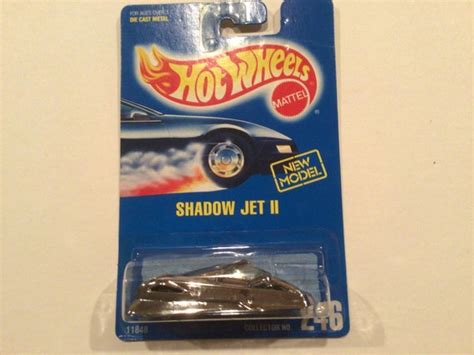 FOR AGES OVER 3
DIE CAST METAL
HOT WHEELS
MATTEL
NEW
MODEL
SHADOW JET II
11848
COLLECTOR NO.
246